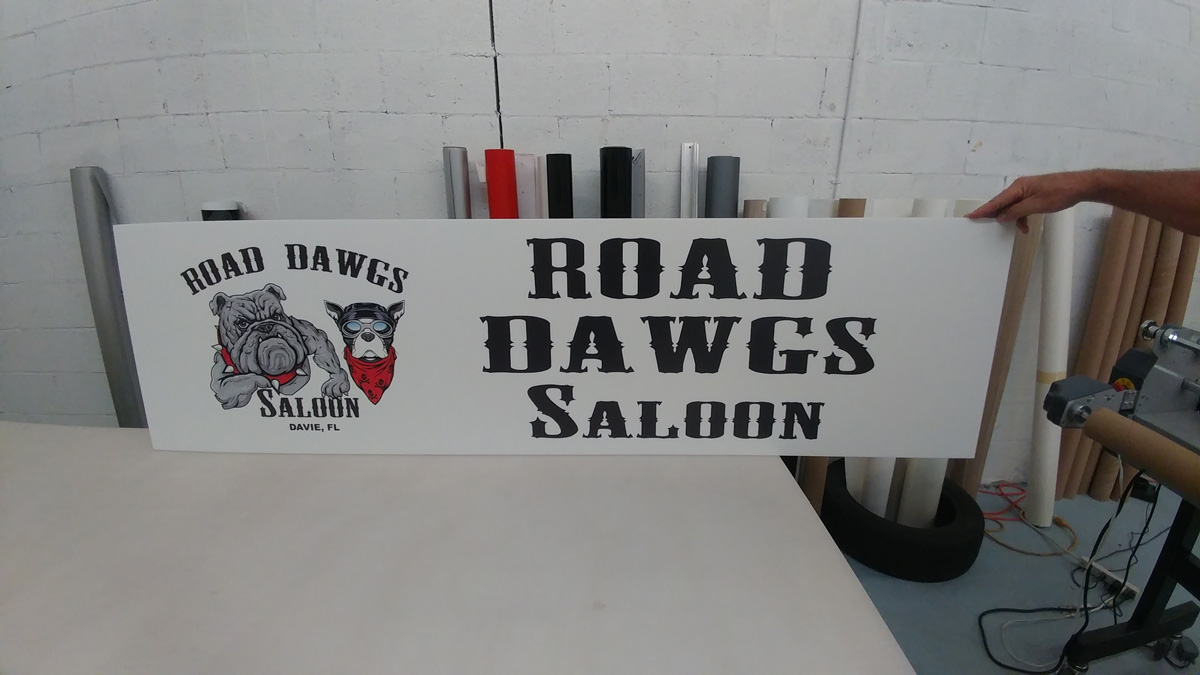 ROAD DAWGS
SALOON
DAVIE, FL
ROAD
DAWGS
SALOON